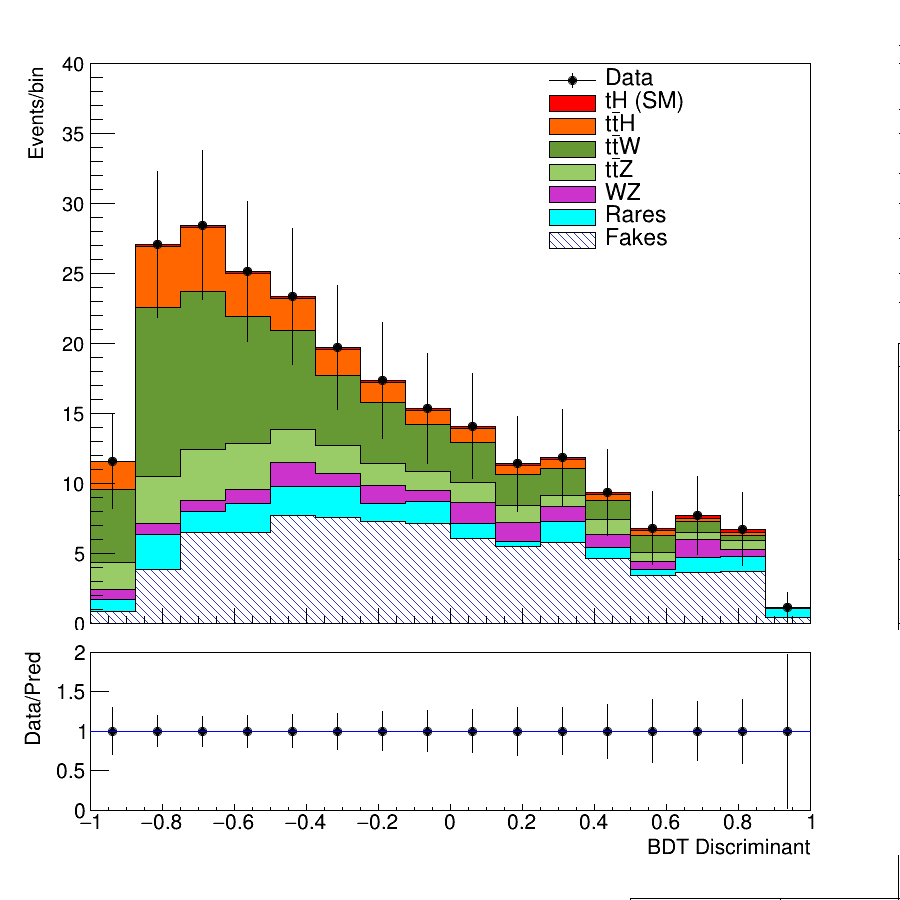 40
35
30
25
20
15
10
5
0
Events/bin
Data
tH (SM)
tt̅H
tt̅W
tt̅Z
WZ
Rares
Fakes
2
1.5
1
0.5
0
Data/Pred
−1 −0.8 −0.6 −0.4 −0.2 0 0.2 0.4 0.6 0.8 1
BDT Discriminant